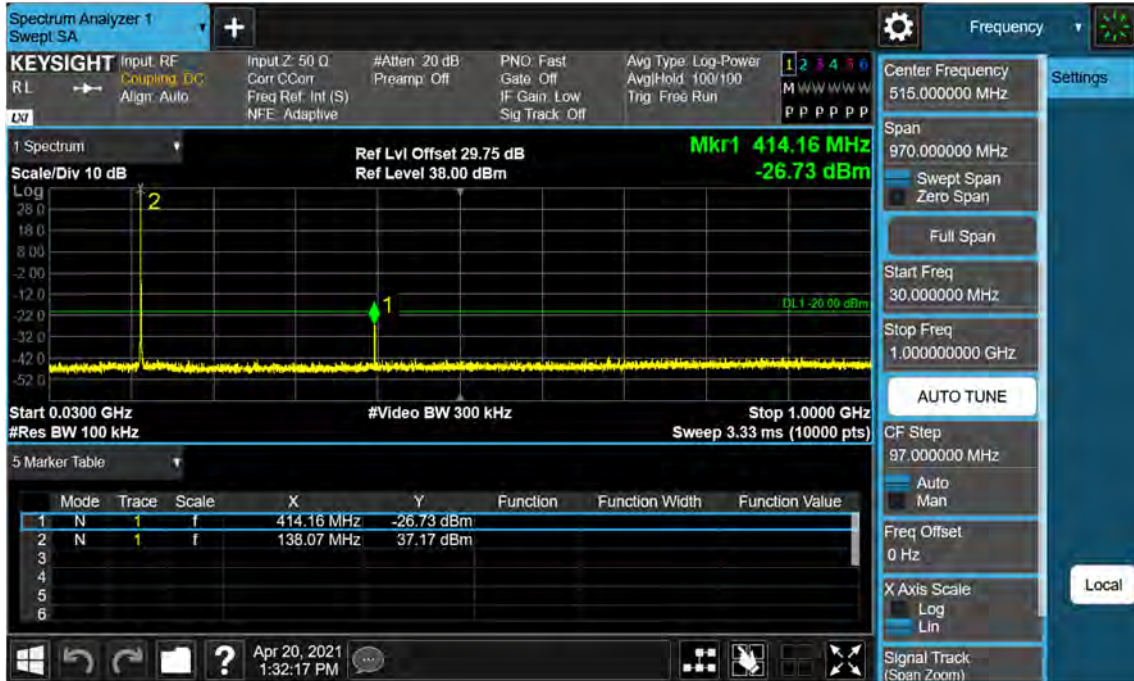 Spectrum Analyzer 1
Swept SA
+
Frequency
KEYSIGHT
RL
LXI
Input: RF
Coupling: DC
Align: Auto
Input Z: 50 Ω
Corr CCorr
Freq Ref: Int (S)
NFE: Adaptive
#Atten: 20 dB
Preamp: Off
PNO: Fast
Gate: Off
IF Gain: Low
Sig Track: Off
Avg Type: Log-Power
Avg|Hold: 100/100
Trig: Free Run
1 2 3 4 5 6
M W W W W W
P P P P P P
1 Spectrum
Scale/Div 10 dB
Ref Lvl Offset 29.75 dB
Ref Level 38.00 dBm
Mkr1 414.16 MHz
-26.73 dBm
Log
28.0
18.0
8.00
-2.00
-12.0
-22.0
-32.0
-42.0
-52.0
2
1
DL1 -20.00 dBm
Start 0.0300 GHz
#Res BW 100 kHz
#Video BW 300 kHz
Stop 1.0000 GHz
Sweep 3.33 ms (10000 pts)
5 Marker Table
Mode Trace Scale X Y Function Function Width Function Value
1 N 1 f 414.16 MHz -26.73 dBm
2 N 1 f 138.07 MHz 37.17 dBm
3
4
5
6
?
Apr 20, 2021
1:32:17 PM
Center Frequency
515.000000 MHz
Span
970.000000 MHz
Swept Span
Zero Span
Full Span
Start Freq
30.000000 MHz
Stop Freq
1.000000000 GHz
AUTO TUNE
CF Step
97.000000 MHz
Auto
Man
Freq Offset
0 Hz
X Axis Scale
Log
Lin
Signal Track
(Span Zoom)
Settings
Local